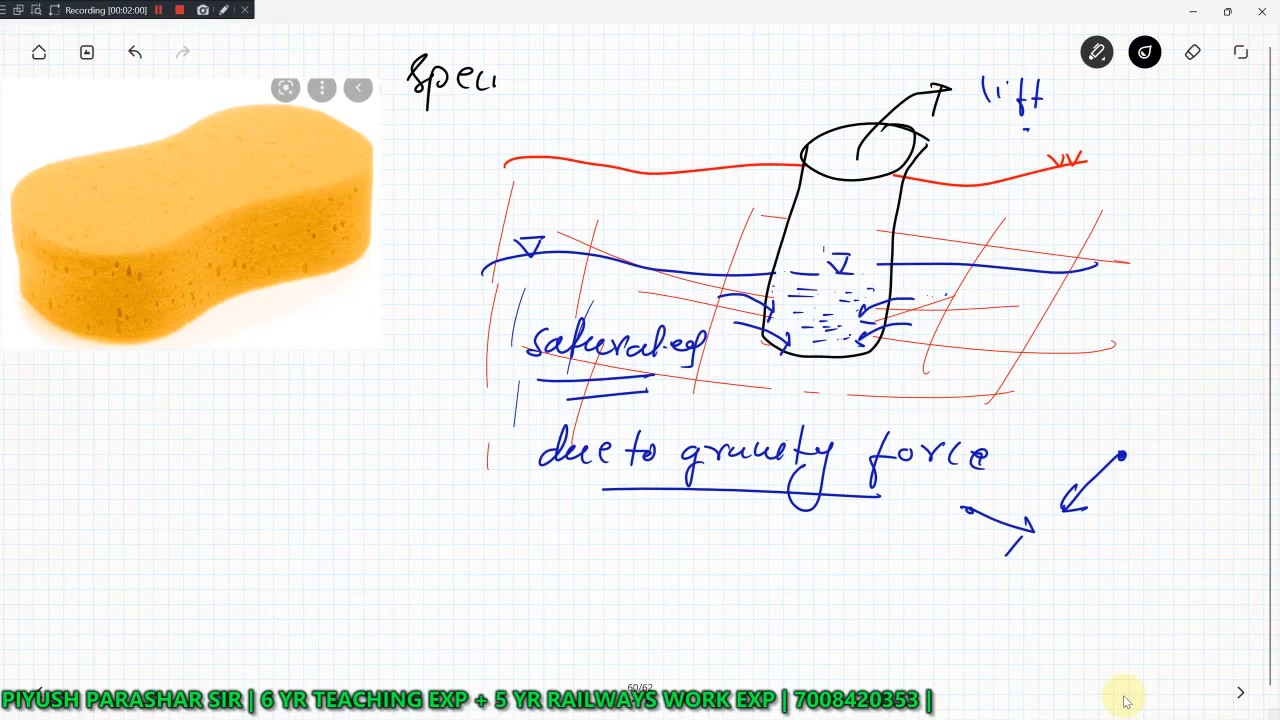 Recording [00:02:00]
Speci
lift
saturated
due to gravity force
60/62
PIYUSH PARASHAR SIR | 6 YR TEACHING EXP + 5 YR RAILWAYS WORK EXP | 7008420353 |